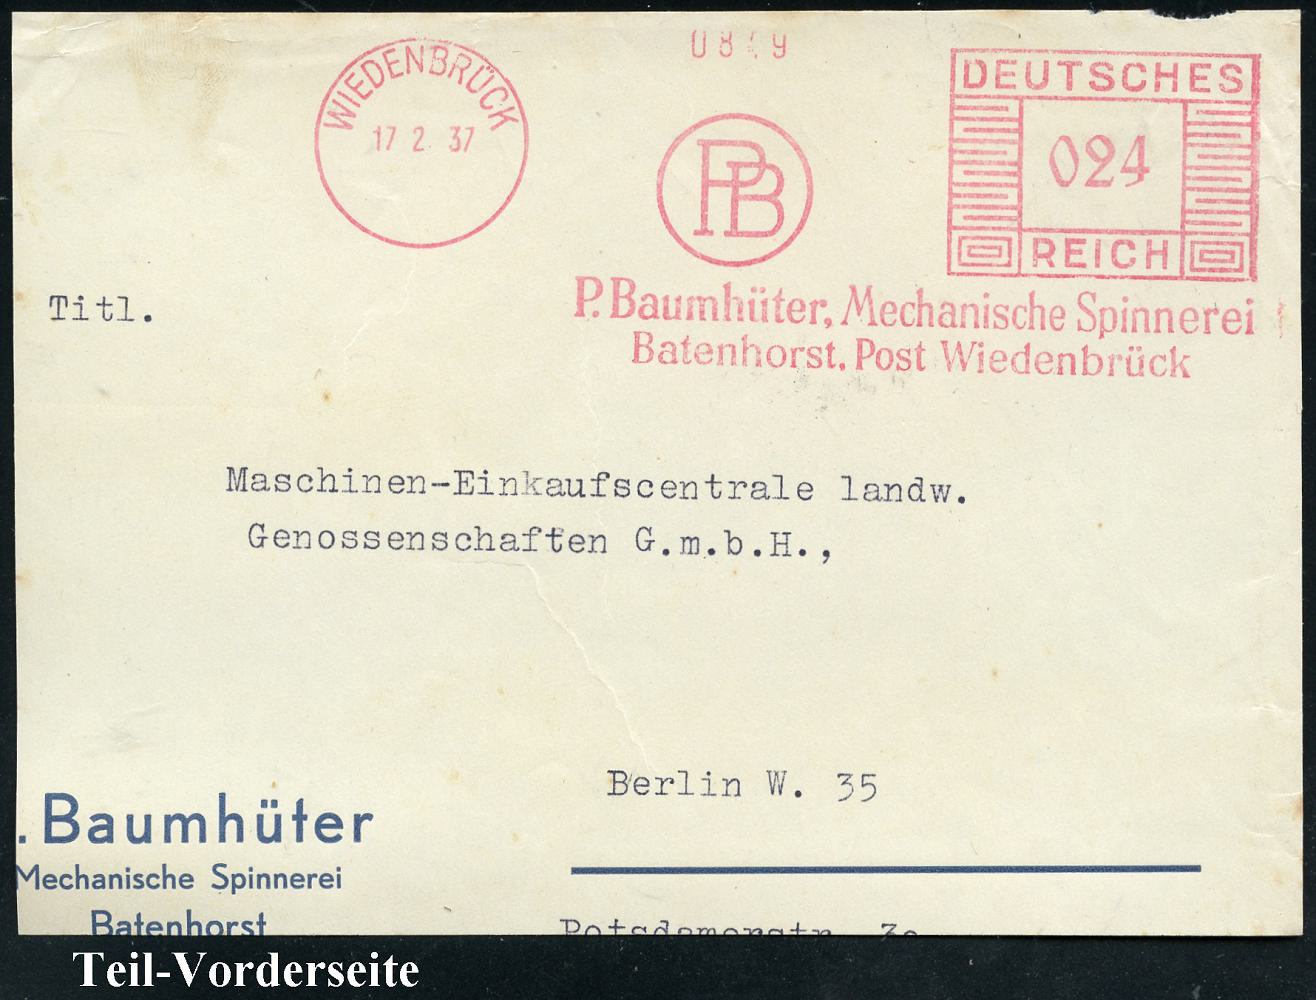 WIEDENBRÜCK
17 2. 37
PB
DEUTSCHES
024
REICH
P. Baumhüter, Mechanische Spinnerei
Batenhorst. Post Wiedenbrück
Titl.
Maschinen-Einkaufscentrale landw.
Genossenschaften G.m.b.H.,
Berlin W. 35
. Baumhüter
Mechanische Spinnerei
Batenhorst
Potsdamerstr.
Teil-Vorderseite